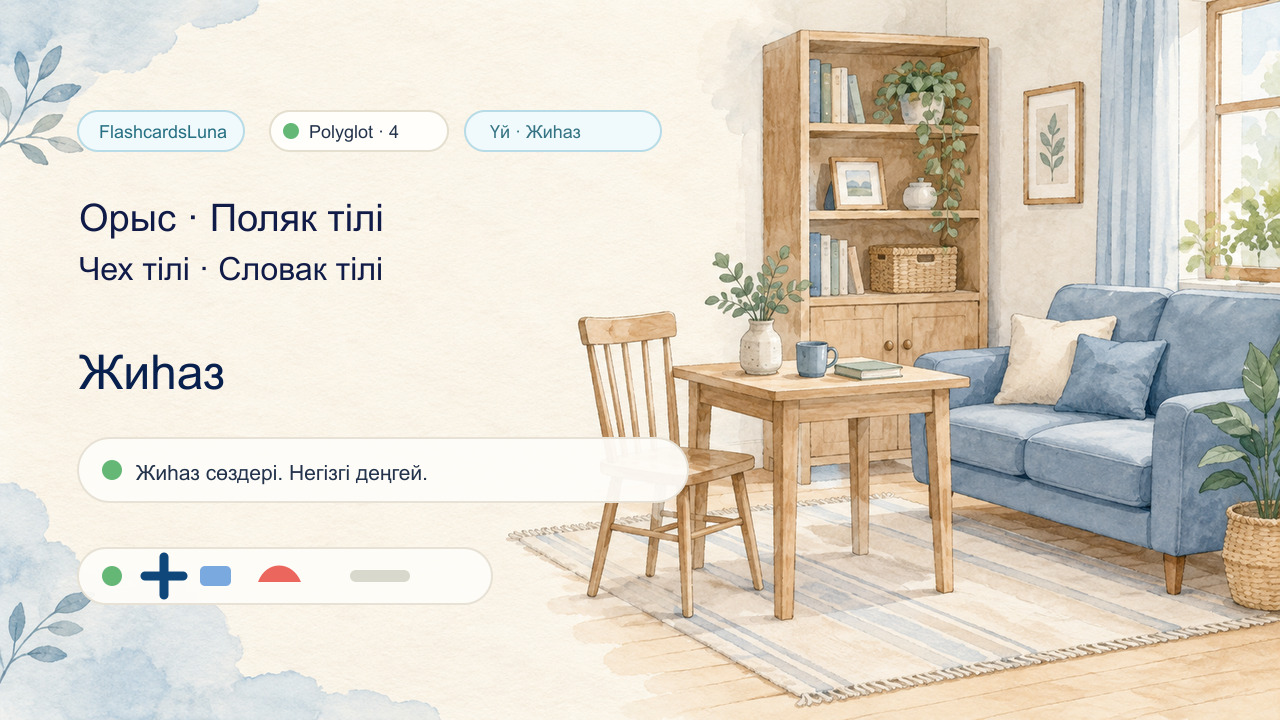 FlashcardsLuna
Polyglot · 4
Үй · Жиһаз
Орыс · Поляк тілі
Чех тілі · Словак тілі
Жиһаз
Жиһаз сөздері. Негізгі деңгей.